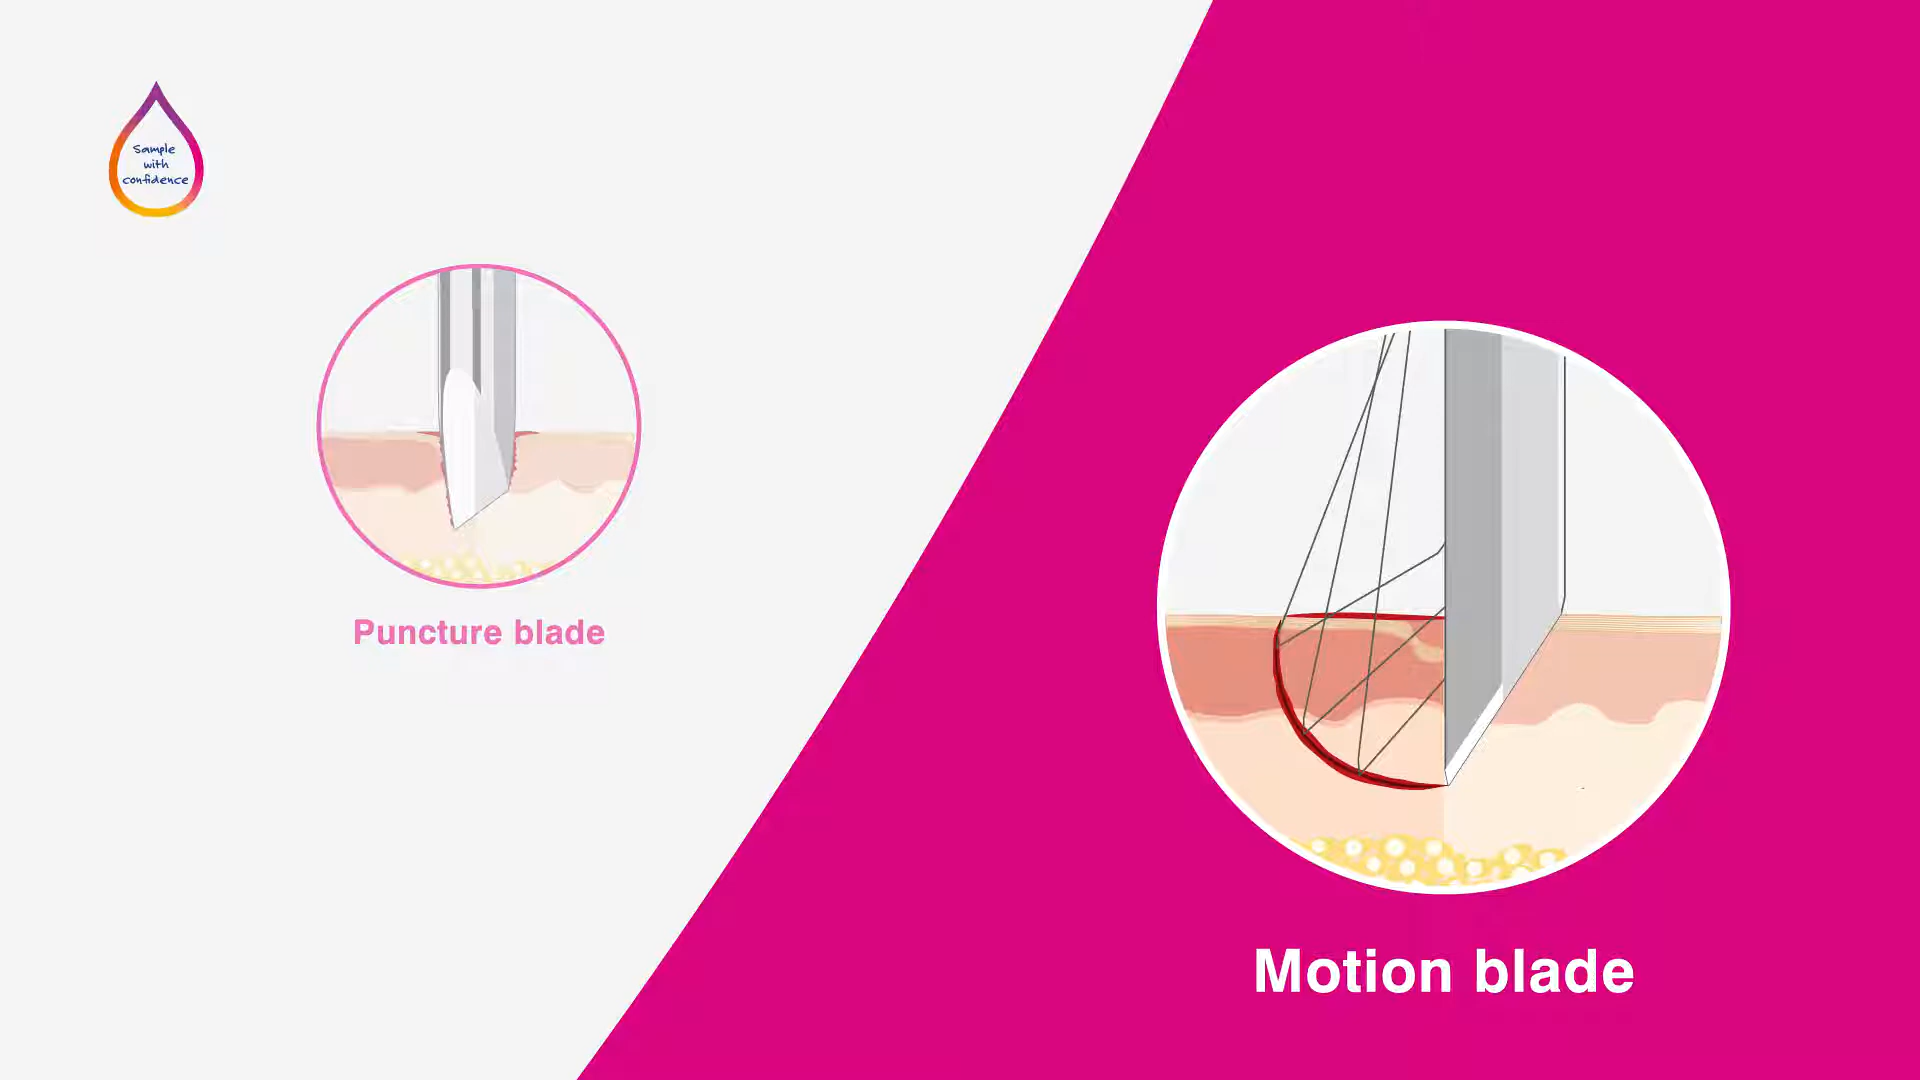 Sample
with
confidence
Puncture blade
Motion blade